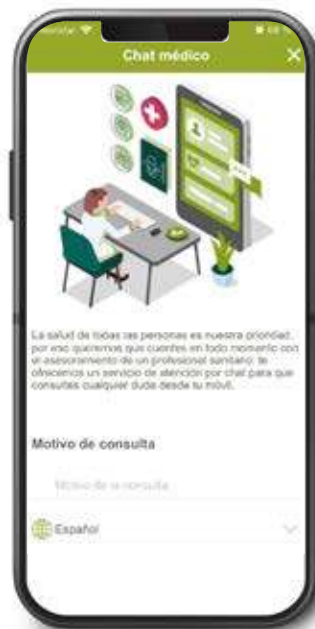 movistar 68 %
Chat médico
La salud de todas las personas es nuestra prioridad,
por eso queremos que cuentes en todo momento con
el asesoramiento de un profesional sanitario, te
ofrecemos un servicio de atención por chat para que
consultes cualquier duda desde tu móvil.
Motivo de consulta
Motivo de la consulta
Español